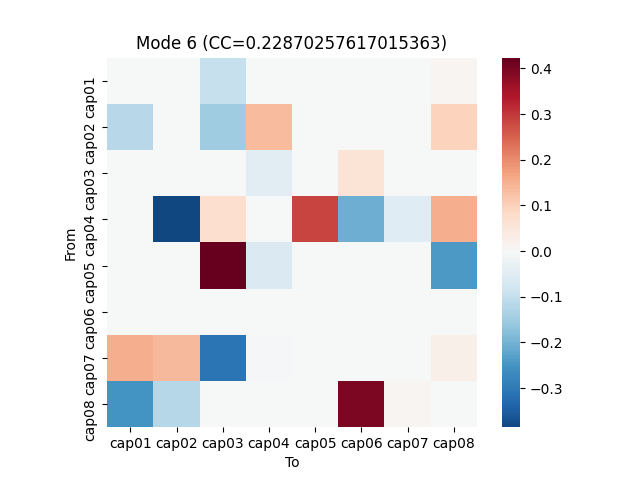 Mode 6 (CC=0.22870257617015363)
From
cap01
cap02
cap03
cap04
cap05
cap06
cap07
cap08
cap01 cap02 cap03 cap04 cap05 cap06 cap07 cap08
To
0.4
0.3
0.2
0.1
0.0
−0.1
−0.2
−0.3